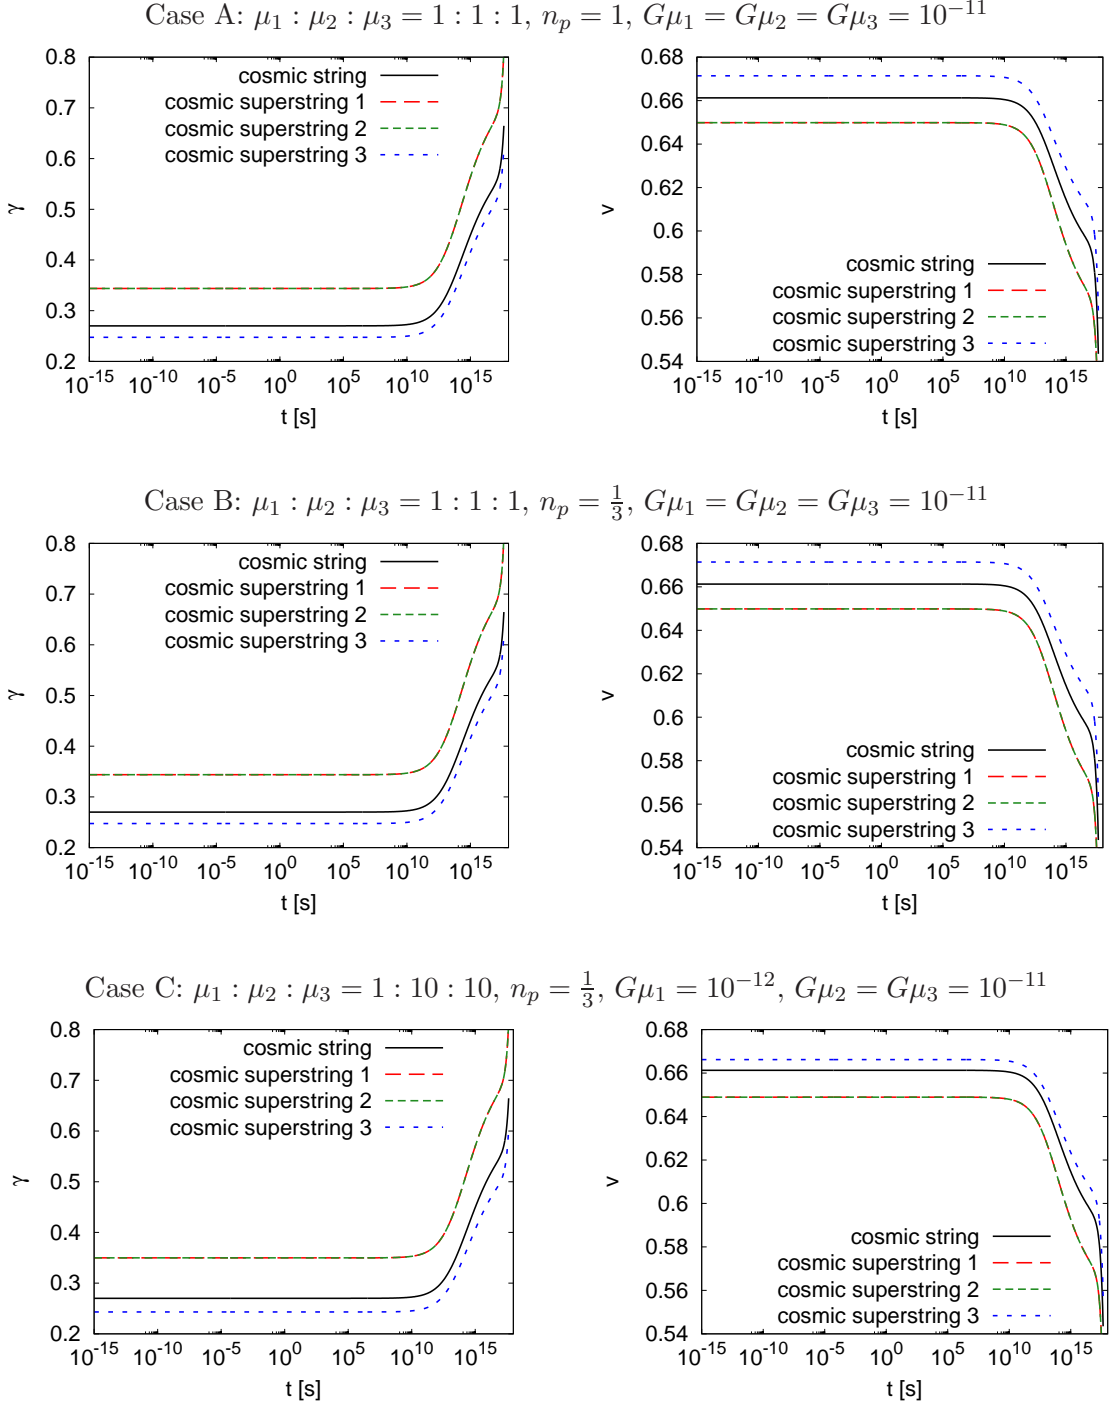 Case A: μ₁ : μ₂ : μ₃ = 1 : 1 : 1, nₚ = 1, Gμ₁ = Gμ₂ = Gμ₃ = 10⁻¹¹
0.8
0.7
0.6
0.5
0.4
0.3
0.2
γ
cosmic string
cosmic superstring 1
cosmic superstring 2
cosmic superstring 3
10⁻¹⁵ 10⁻¹⁰ 10⁻⁵ 10⁰ 10⁵ 10¹⁰ 10¹⁵
t [s]
0.68
0.66
0.64
0.62
0.6
0.58
0.56
0.54
v
cosmic string
cosmic superstring 1
cosmic superstring 2
cosmic superstring 3
10⁻¹⁵ 10⁻¹⁰ 10⁻⁵ 10⁰ 10⁵ 10¹⁰ 10¹⁵
t [s]
Case B: μ₁ : μ₂ : μ₃ = 1 : 1 : 1, nₚ = 1/3, Gμ₁ = Gμ₂ = Gμ₃ = 10⁻¹¹
0.8
0.7
0.6
0.5
0.4
0.3
0.2
γ
cosmic string
cosmic superstring 1
cosmic superstring 2
cosmic superstring 3
10⁻¹⁵ 10⁻¹⁰ 10⁻⁵ 10⁰ 10⁵ 10¹⁰ 10¹⁵
t [s]
0.68
0.66
0.64
0.62
0.6
0.58
0.56
0.54
v
cosmic string
cosmic superstring 1
cosmic superstring 2
cosmic superstring 3
10⁻¹⁵ 10⁻¹⁰ 10⁻⁵ 10⁰ 10⁵ 10¹⁰ 10¹⁵
t [s]
Case C: μ₁ : μ₂ : μ₃ = 1 : 10 : 10, nₚ = 1/3, Gμ₁ = 10⁻¹², Gμ₂ = Gμ₃ = 10⁻¹¹
0.8
0.7
0.6
0.5
0.4
0.3
0.2
γ
cosmic string
cosmic superstring 1
cosmic superstring 2
cosmic superstring 3
10⁻¹⁵ 10⁻¹⁰ 10⁻⁵ 10⁰ 10⁵ 10¹⁰ 10¹⁵
t [s]
0.68
0.66
0.64
0.62
0.6
0.58
0.56
0.54
v
cosmic string
cosmic superstring 1
cosmic superstring 2
cosmic superstring 3
10⁻¹⁵ 10⁻¹⁰ 10⁻⁵ 10⁰ 10⁵ 10¹⁰ 10¹⁵
t [s]